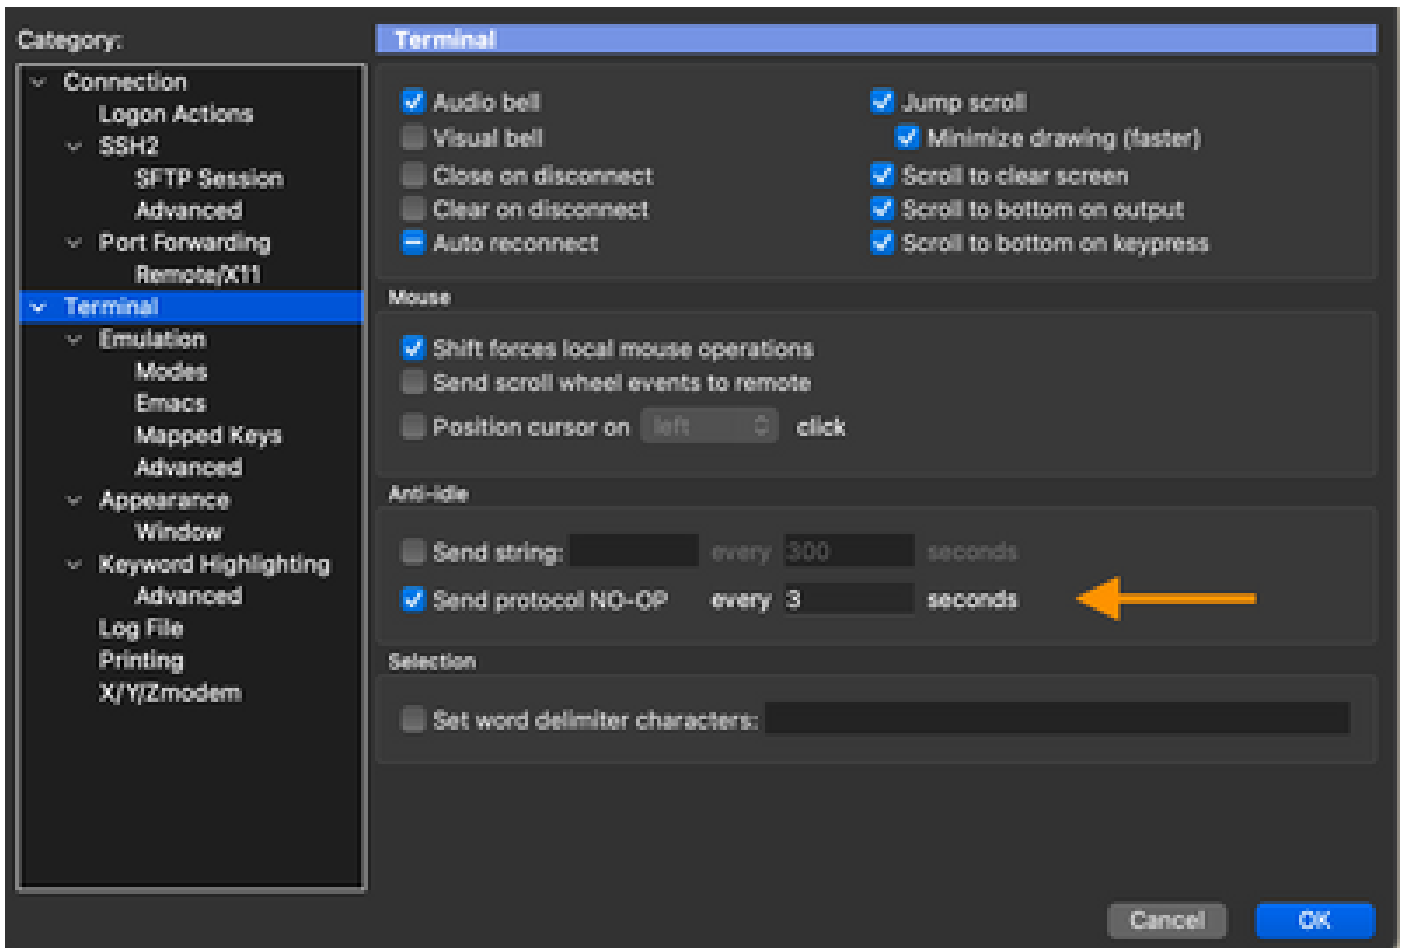 Category:
Connection
Logon Actions
SSH2
SFTP Session
Advanced
Port Forwarding
Remote/X11
Terminal
Emulation
Modes
Emacs
Mapped Keys
Advanced
Appearance
Window
Keyword Highlighting
Advanced
Log File
Printing
X/Y/Zmodem
Terminal
Audio bell
Visual bell
Close on disconnect
Clear on disconnect
Auto reconnect
Jump scroll
Minimize drawing (faster)
Scroll to clear screen
Scroll to bottom on output
Scroll to bottom on keypress
Mouse
Shift forces local mouse operations
Send scroll wheel events to remote
Position cursor on left click
Anti-idle
Send string: every 300 seconds
Send protocol NO-OP every 3 seconds
Selection
Set word delimiter characters:
Cancel OK